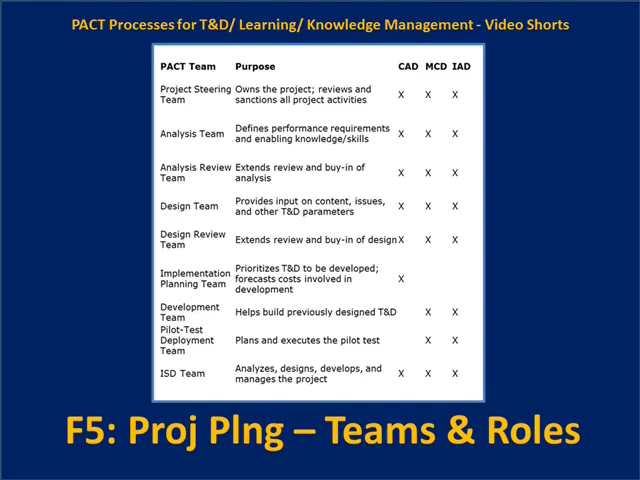 PACT Processes for T&D/ Learning/ Knowledge Management - Video Shorts
PACT Team Purpose CAD MCD IAD
Project Steering Team Owns the project; reviews and sanctions all project activities X X X
Analysis Team Defines performance requirements and enabling knowledge/skills X X X
Analysis Review Team Extends review and buy-in of analysis X X X
Design Team Provides input on content, issues, and other T&D parameters X X X
Design Review Team Extends review and buy-in of design X X X
Implementation Planning Team Prioritizes T&D to be developed; forecasts costs involved in development X
Development Team Helps build previously designed T&D X X
Pilot-Test Deployment Team Plans and executes the pilot test X X
ISD Team Analyzes, designs, develops, and manages the project X X X
F5: Proj Plng – Teams & Roles